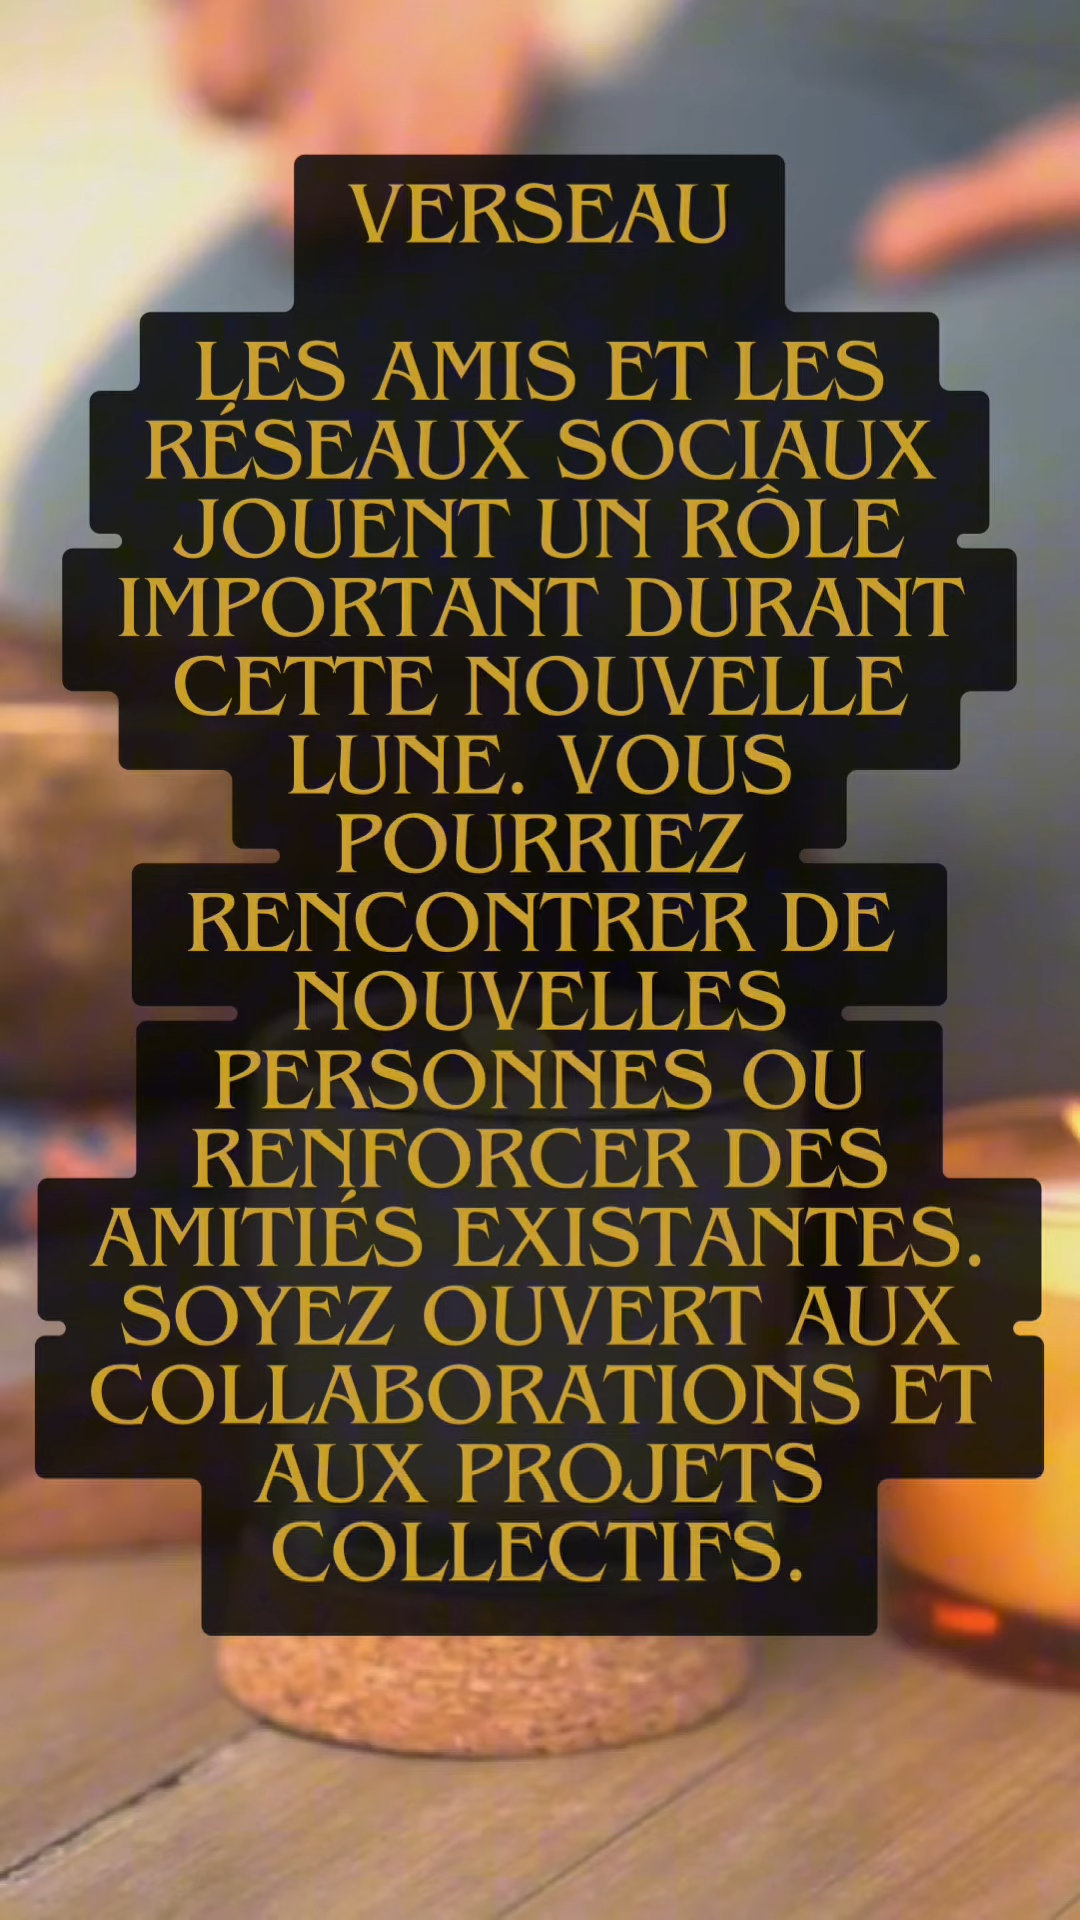 VERSEAU
LES AMIS ET LES
RÉSEAUX SOCIAUX
JOUENT UN RÔLE
IMPORTANT DURANT
CETTE NOUVELLE
LUNE. VOUS
POURRIEZ
RENCONTRER DE
NOUVELLES
PERSONNES OU
RENFORCER DES
AMITIÉS EXISTANTES.
SOYEZ OUVERT AUX
COLLABORATIONS ET
AUX PROJETS
COLLECTIFS.